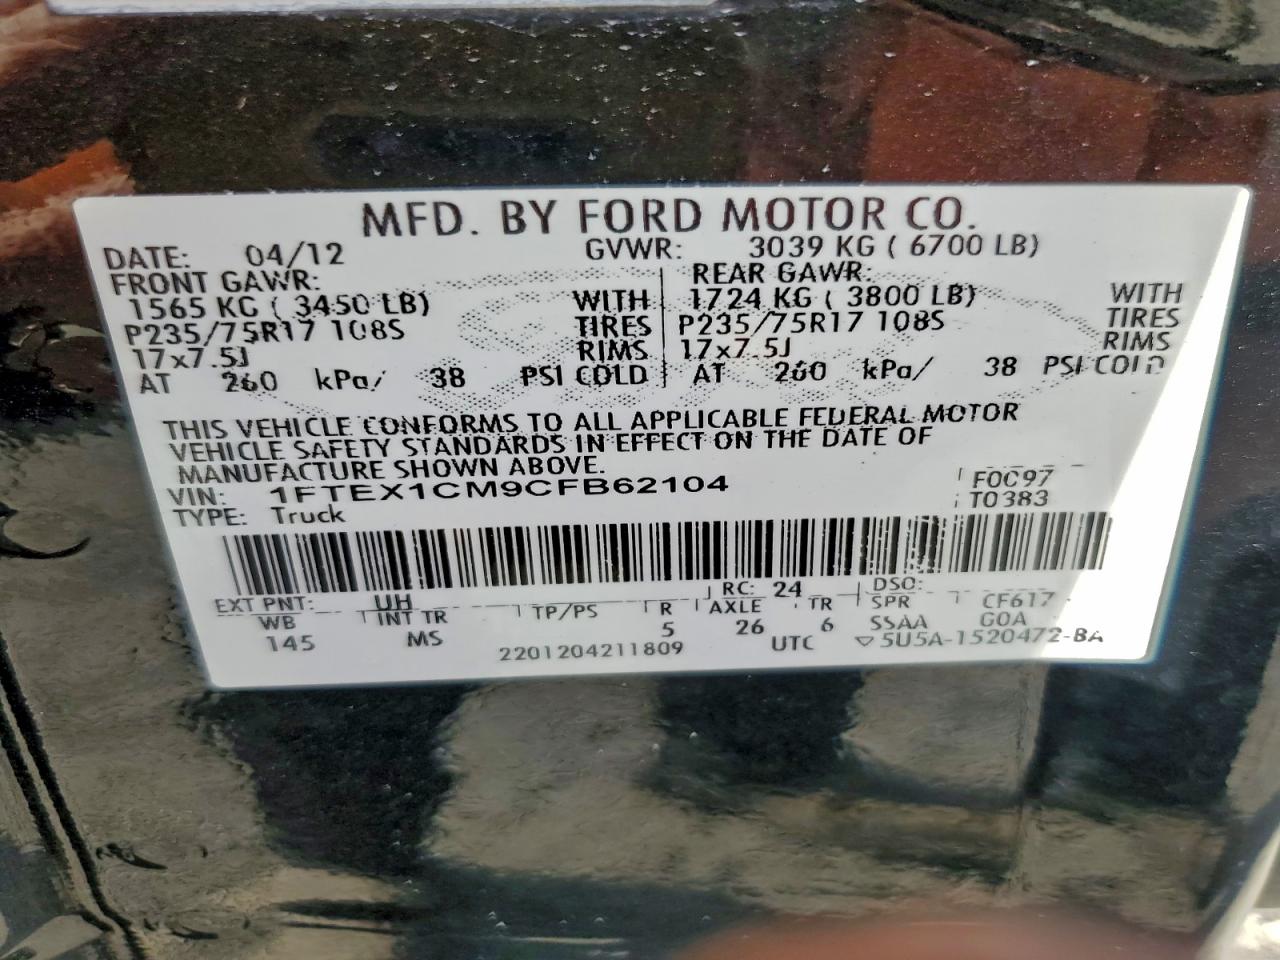 MFD. BY FORD MOTOR CO.
DATE: 04/12 GVWR: 3039 KG ( 6700 LB)
FRONT GAWR: REAR GAWR:
1565 KG ( 3450 LB) WITH 1724 KG ( 3800 LB) WITH
P235/75R17 108S TIRES P235/75R17 108S TIRES
17x7.5J RIMS 17x7.5J RIMS
AT 260 kPa/ 38 PSI COLD AT 260 kPa/ 38 PSI COLD
THIS VEHICLE CONFORMS TO ALL APPLICABLE FEDERAL MOTOR
VEHICLE SAFETY STANDARDS IN EFFECT ON THE DATE OF
MANUFACTURE SHOWN ABOVE.
VIN: 1FTEX1CM9CFB62104 F0C97
TYPE: Truck T0383
EXT PNT: UH RC: 24 DSO:
WB INT TR TP/PS R AXLE TR SPR CF617
145 MS 5 26 6 SSAA GOA
2201204211809 UTC ▽5U5A-1520472-BA